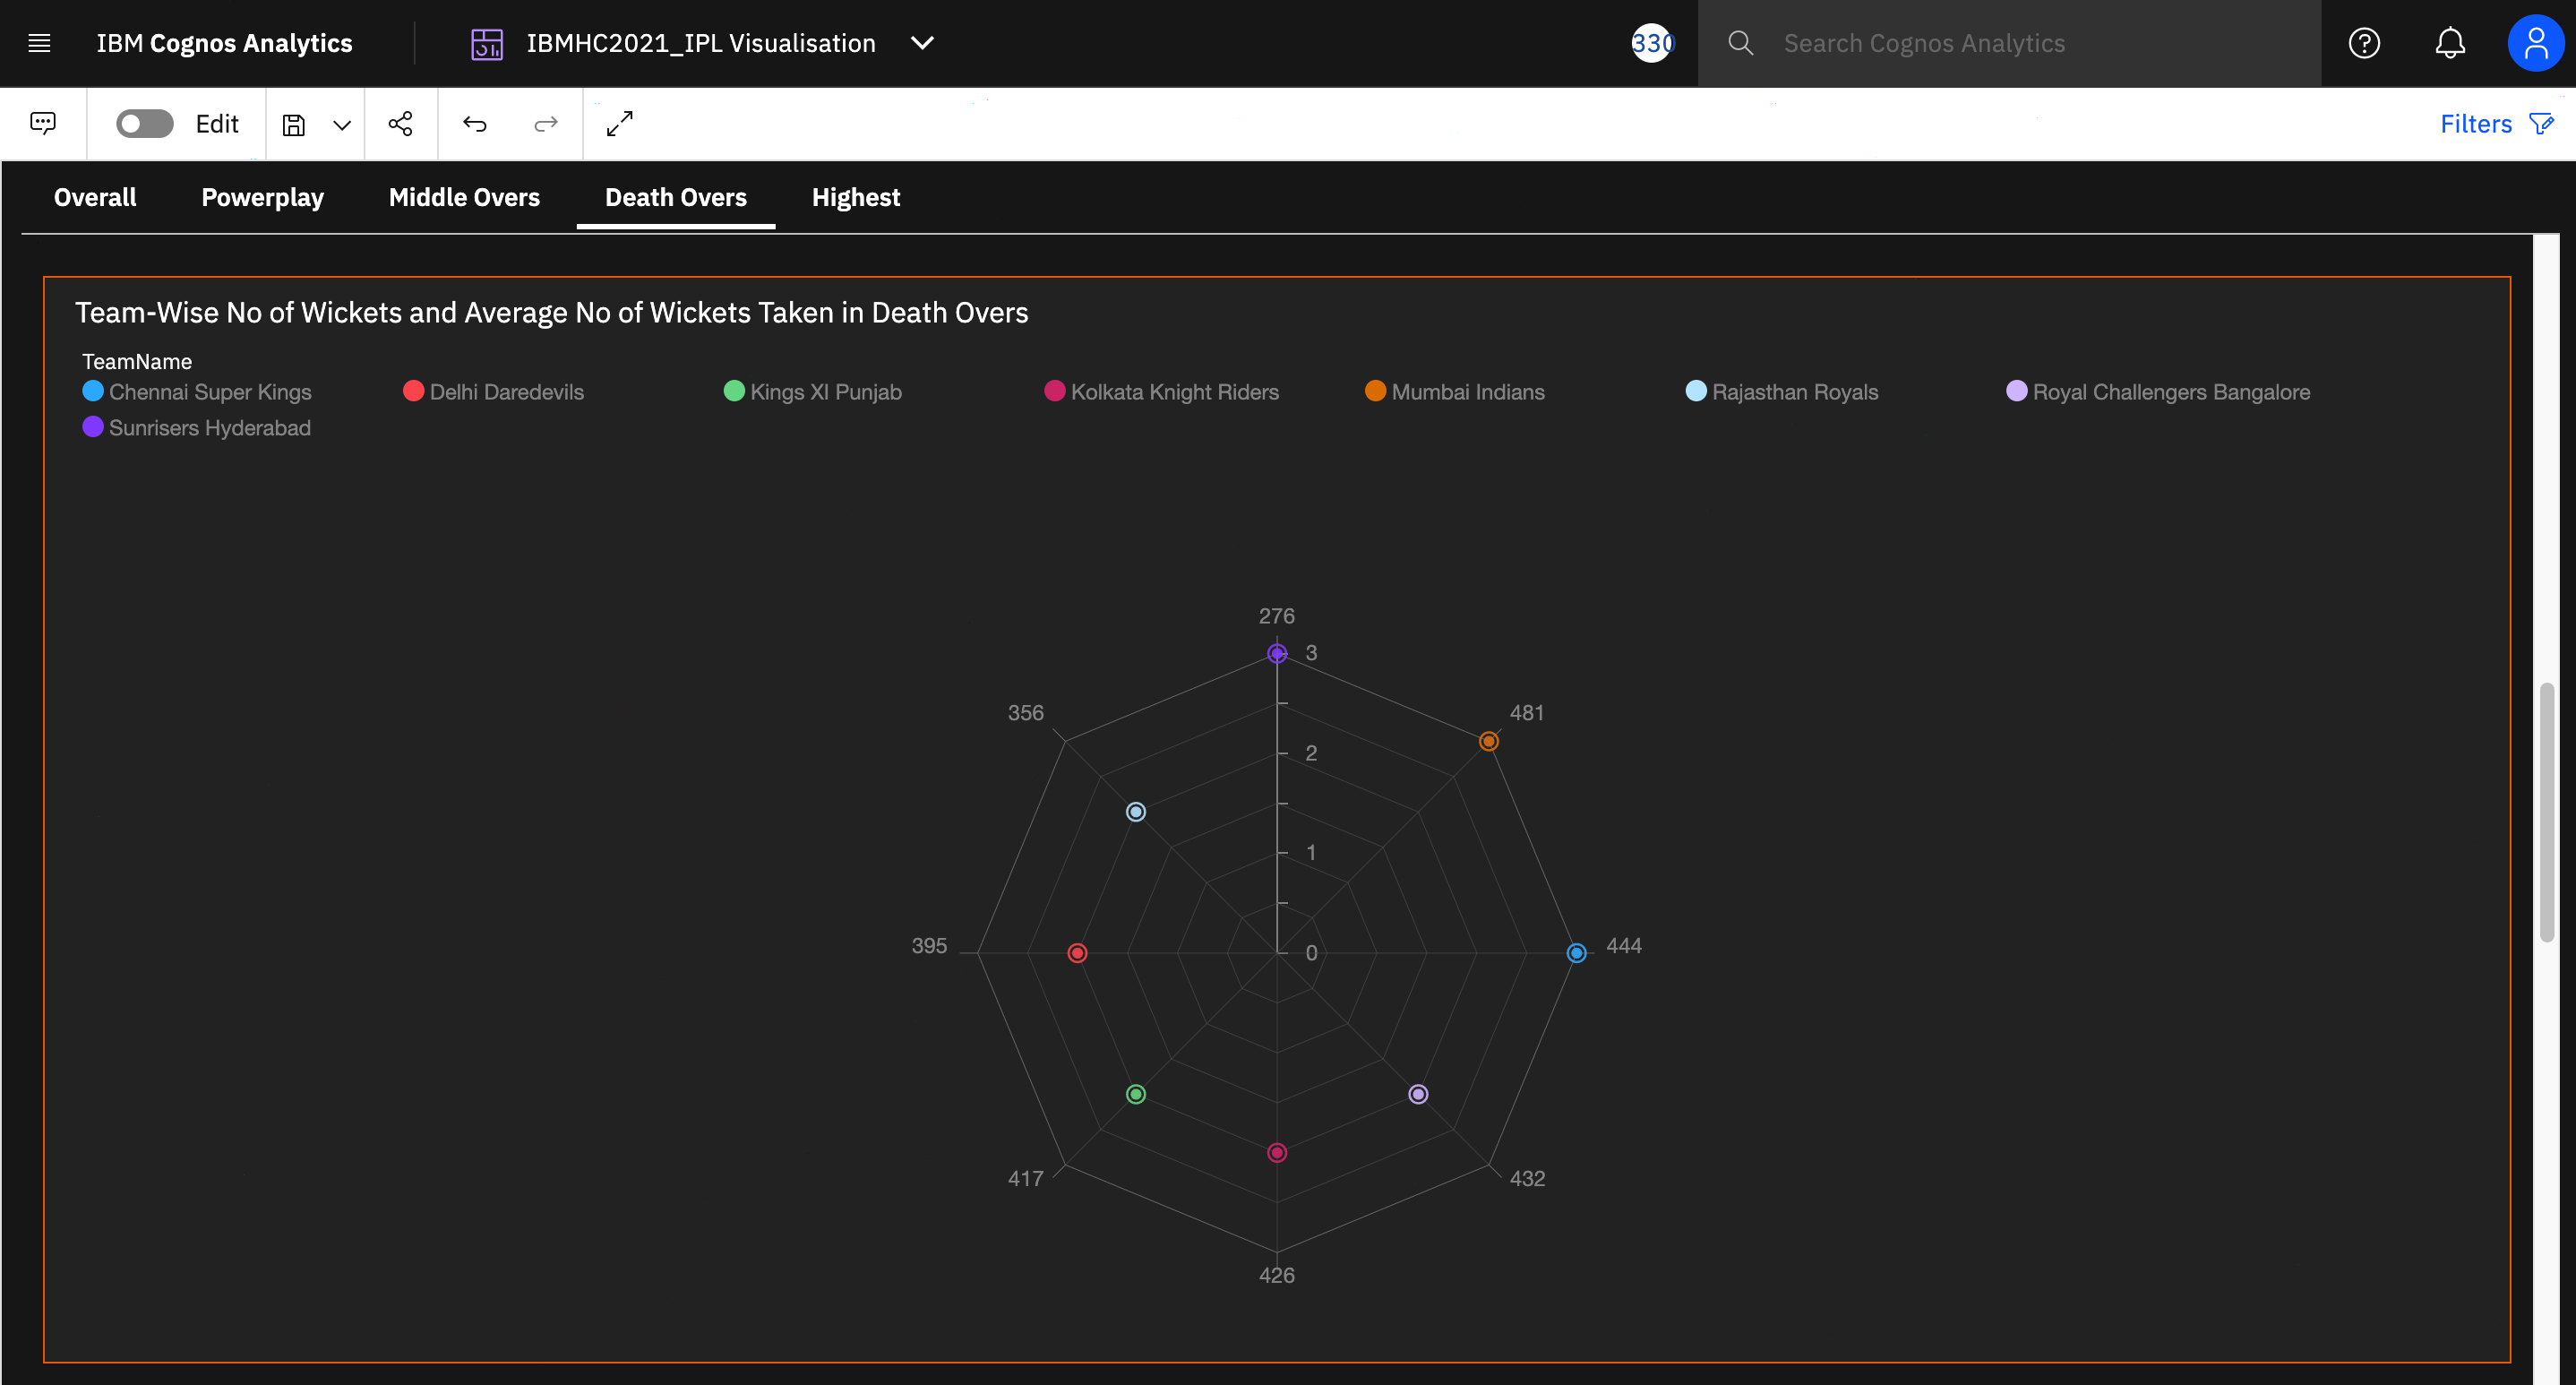 IBM Cognos Analytics
IBMHC2021_IPL Visualisation
330
Search Cognos Analytics
Edit
Filters
Overall Powerplay Middle Overs Death Overs Highest
Team-Wise No of Wickets and Average No of Wickets Taken in Death Overs
TeamName
Chennai Super Kings Delhi Daredevils Kings XI Punjab Kolkata Knight Riders Mumbai Indians Rajasthan Royals Royal Challengers Bangalore
Sunrisers Hyderabad
276
3
356 481
2
1
395 0 444
417 432
426